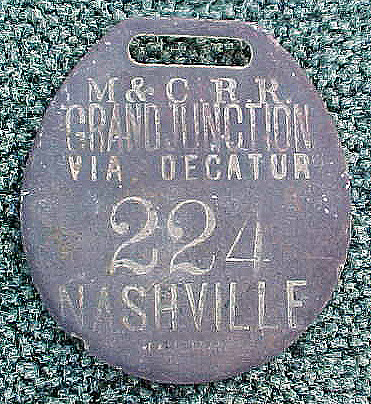 M & C R.R.
GRAND JUNCTION
VIA DECATUR
224
NASHVILLE